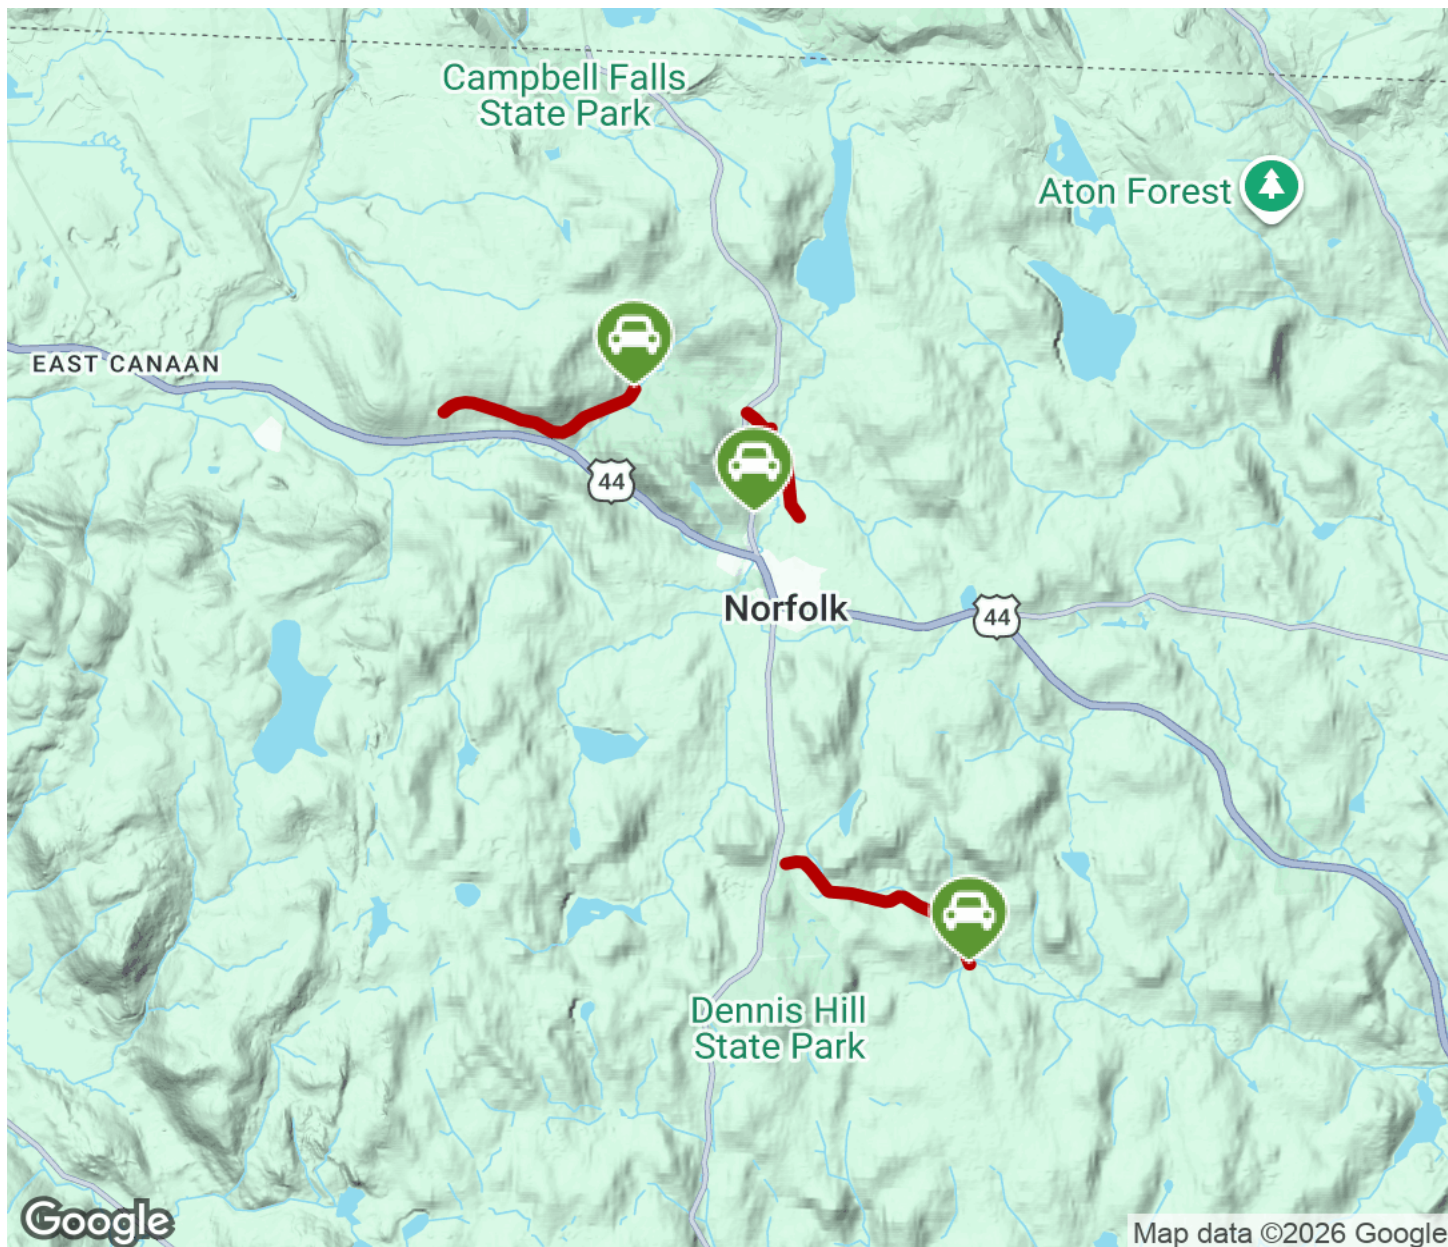 Campbell Falls
State Park
Aton Forest
EAST CANAAN
44
Norfolk
44
Dennis Hill
State Park
Google
Map data ©2026 Google